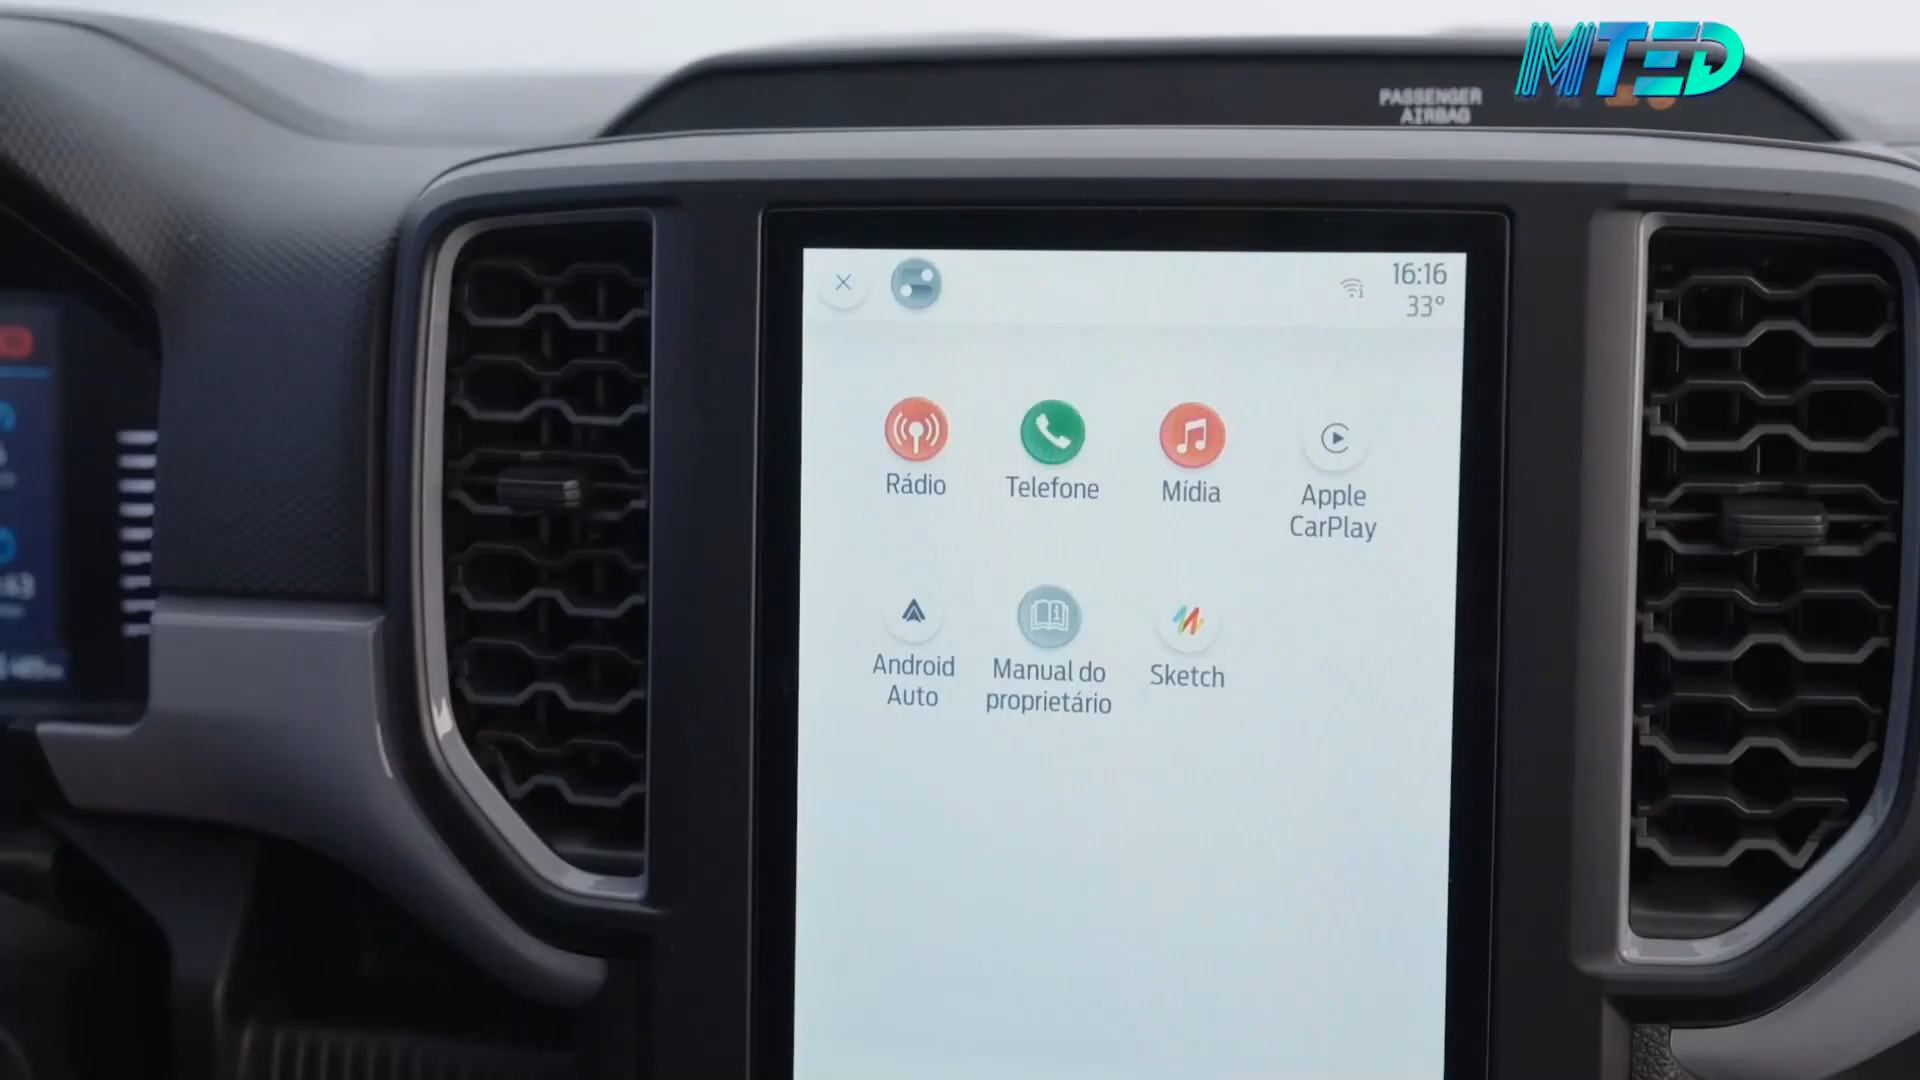 MTED
PASSENGER
AIRBAG
16:16
33°
Rádio
Telefone
Mídia
Apple
CarPlay
Android
Auto
Manual do
proprietário
Sketch